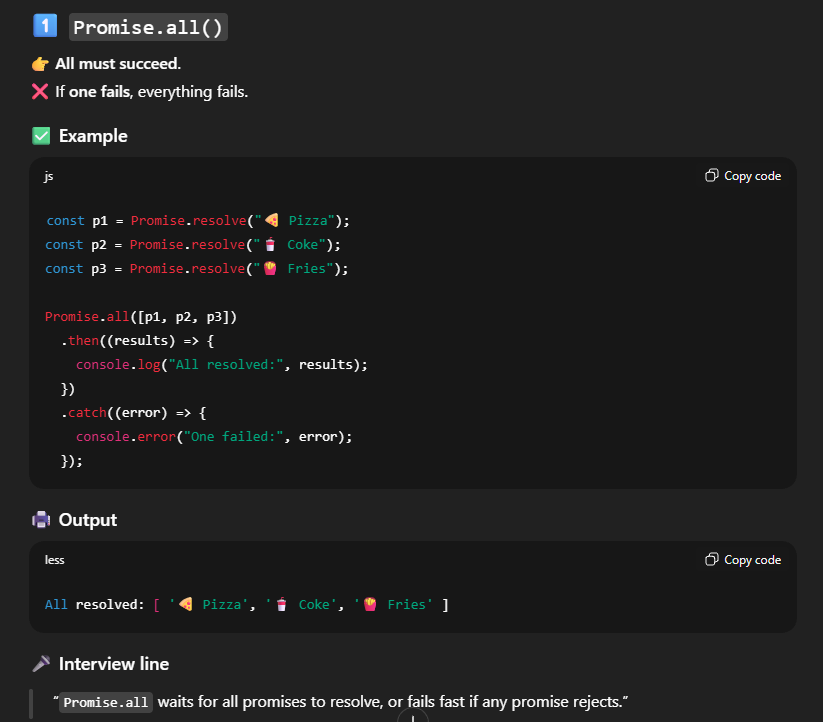 1️⃣ Promise.all()
👉 All must succeed.
❌ If one fails, everything fails.
✅ Example
js
Copy code
const p1 = Promise.resolve("🍕 Pizza");
const p2 = Promise.resolve("🥤 Coke");
const p3 = Promise.resolve("🍟 Fries");
Promise.all([p1, p2, p3])
  .then((results) => {
    console.log("All resolved:", results);
  })
  .catch((error) => {
    console.error("One failed:", error);
  });
🖨️ Output
less
Copy code
All resolved: [ '🍕 Pizza', '🥤 Coke', '🍟 Fries' ]
🎤 Interview line
“Promise.all waits for all promises to resolve, or fails fast if any promise rejects.”